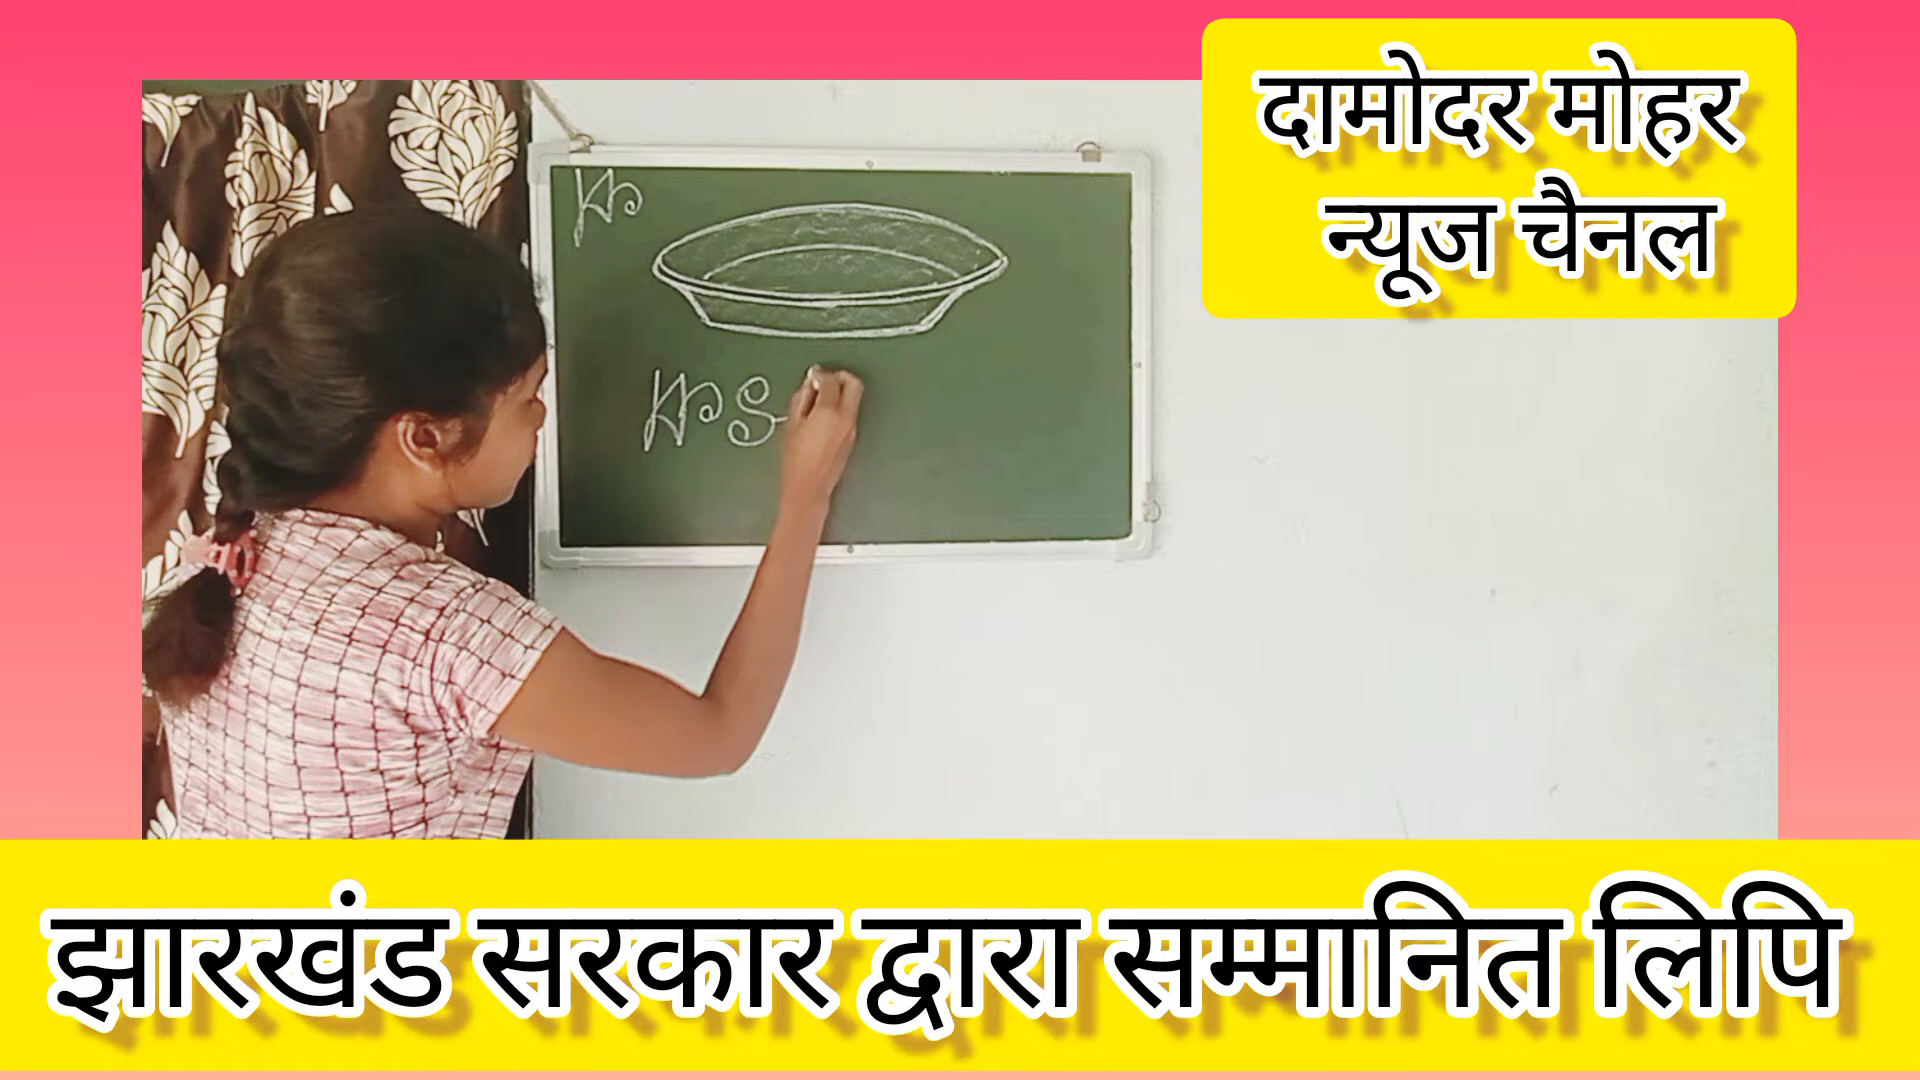 दामोदर मोहर
न्यूज चैनल
झारखंड सरकार द्वारा सम्मानित लिपि